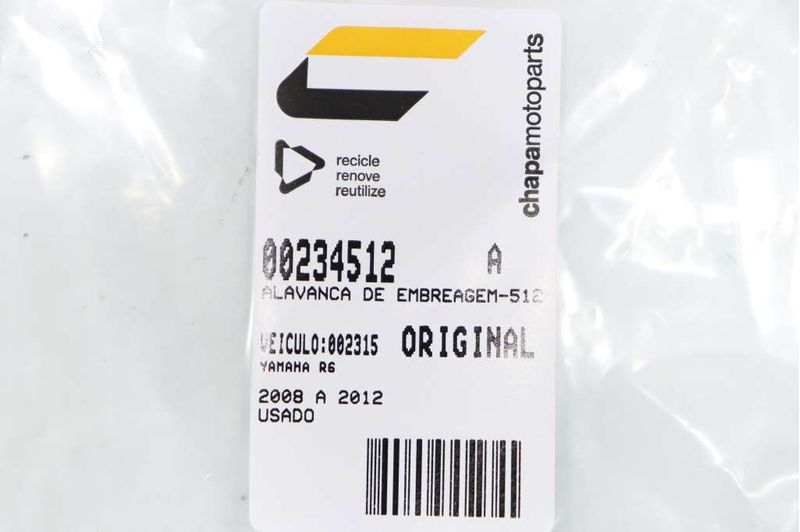 chapamotoparts
recicle
renove
reutilize
00234512 A
ALAVANCA DE EMBREAGEM-512
VEICULO:002315 ORIGINAL
YAMAHA R6
2008 A 2012
USADO